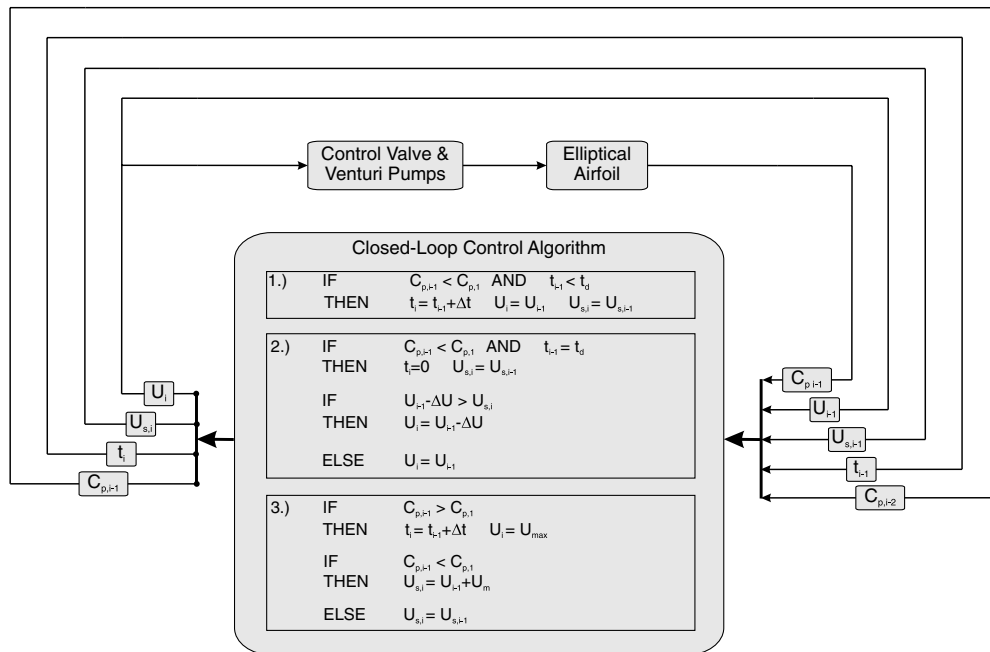 Control Valve &
Venturi Pumps
Elliptical
Airfoil
Closed-Loop Control Algorithm
1.) IF C_{p,i-1} < C_{p,1} AND t_{i-1} < t_d
THEN t_i = t_{i-1}+Δt U_i = U_{i-1} U_{s,i} = U_{s,i-1}
2.) IF C_{p,i-1} < C_{p,1} AND t_{i-1} = t_d
THEN t_i=0 U_{s,i} = U_{s,i-1}
IF U_{i-1}-ΔU > U_{s,i}
THEN U_i = U_{i-1}-ΔU
ELSE U_i = U_{i-1}
3.) IF C_{p,i-1} > C_{p,1}
THEN t_i = t_{i-1}+Δt U_i = U_{max}
IF C_{p,i-1} < C_{p,1}
THEN U_{s,i} = U_{i-1}+U_m
ELSE U_{s,i} = U_{s,i-1}
U_i
U_{s,i}
t_i
C_{p,i-1}
C_{p i-1}
U_{i-1}
U_{s,i-1}
t_{i-1}
C_{p,i-2}